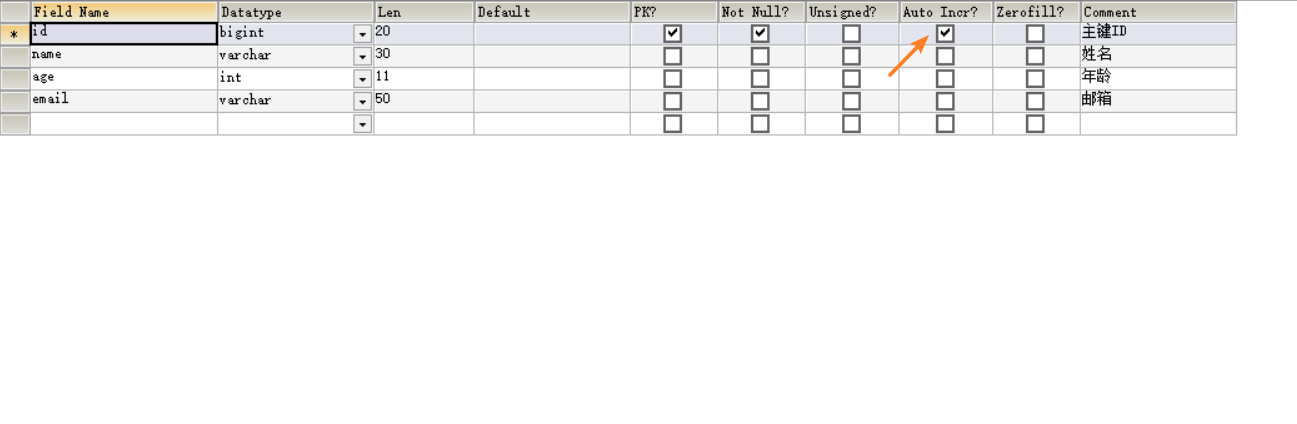 Field Name Datatype Len Default PK? Not Null? Unsigned? Auto Incr? Zerofill? Comment
* id bigint 20 主键ID
name varchar 30 姓名
age int 11 年龄
email varchar 50 邮箱